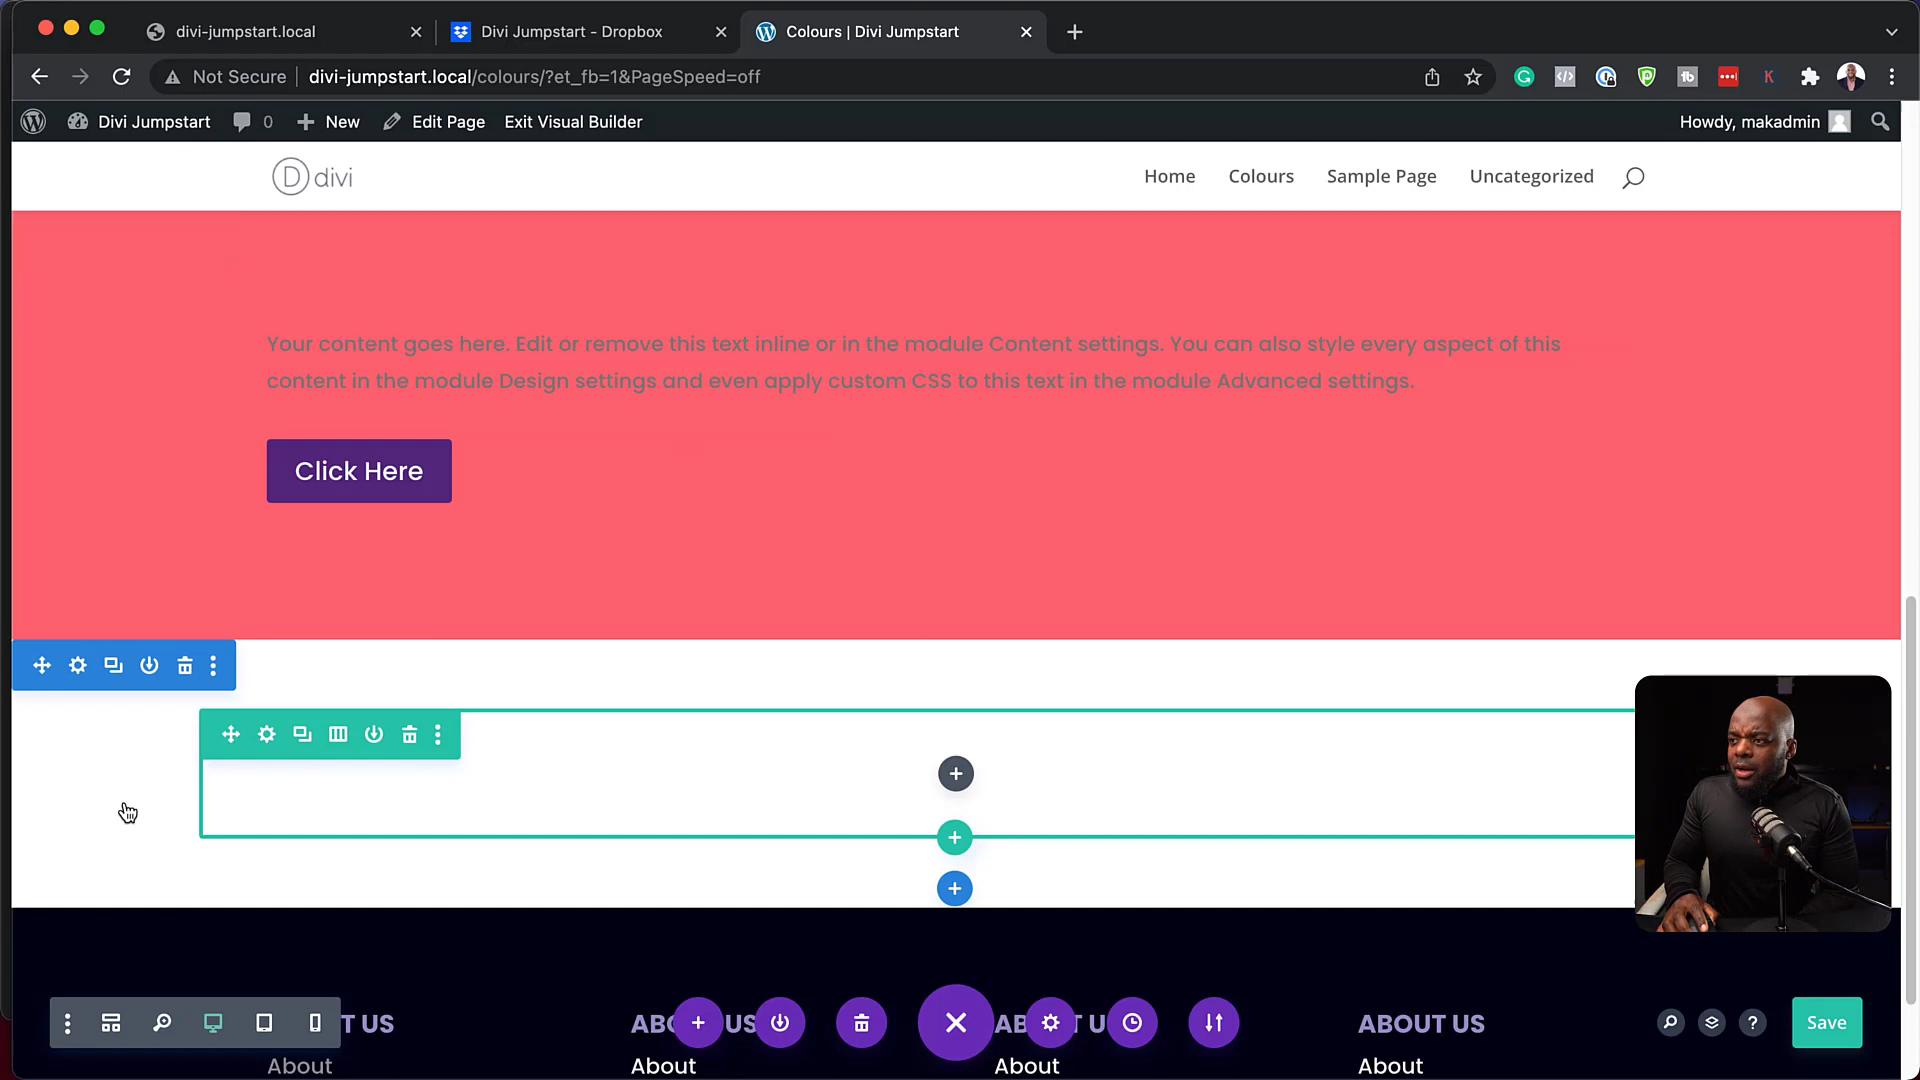 divi-jumpstart.local
Divi Jumpstart - Dropbox
Colours | Divi Jumpstart
Not Secure
divi-jumpstart.local/colours/?et_fb=1&PageSpeed=off
Divi Jumpstart
0
New
Edit Page
Exit Visual Builder
Howdy, makadmin
D divi
Home
Colours
Sample Page
Uncategorized
Your content goes here. Edit or remove this text inline or in the module Content settings. You can also style every aspect of this
content in the module Design settings and even apply custom CSS to this text in the module Advanced settings.
Click Here
T US
ABOUT US
ABOUT US
ABOUT US
Save
About
About
About
About